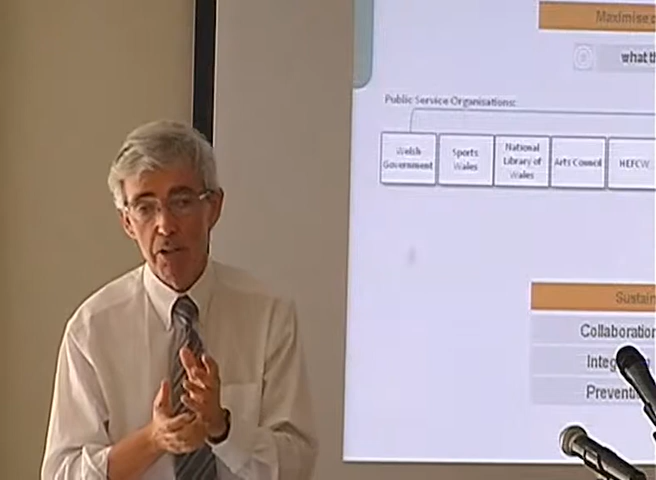 Maximise
what th
Public Service Organisations:
Welsh
Government
Sports
Wales
National
Library of
Wales
Arts Council
HEFCW
Sustain
Collaboration
Integ
Preventi